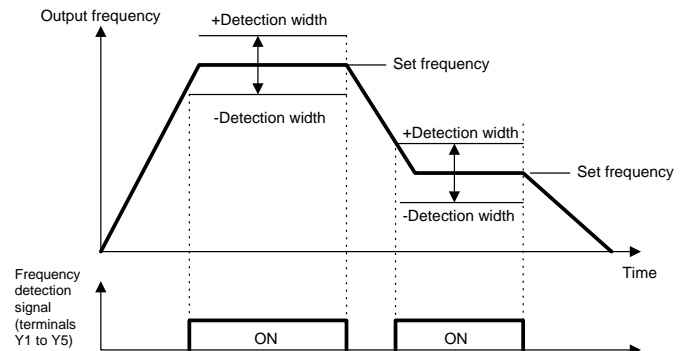 Output frequency
+Detection width
Set frequency
-Detection width
+Detection width
Set frequency
-Detection width
Time
Frequency
detection
signal
(terminals
Y1 to Y5)
ON
ON